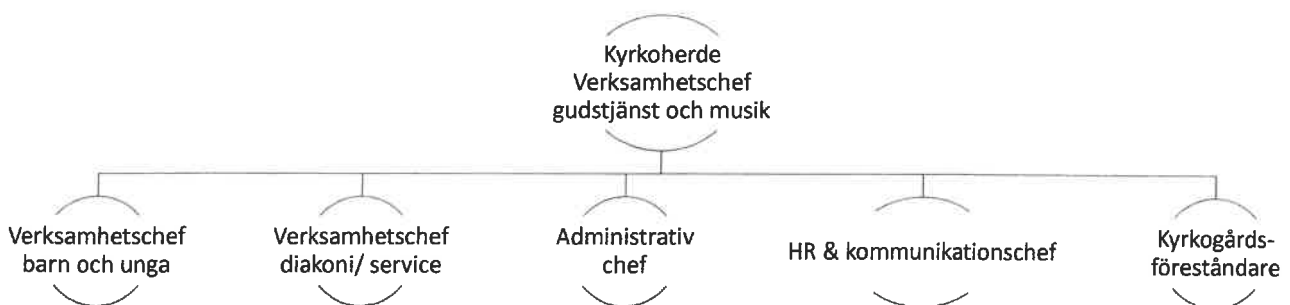 Kyrkoherde
Verksamhetschef
gudstjänst och musik
Verksamhetschef
barn och unga
Verksamhetschef
diakoni/ service
Administrativ
chef
HR & kommunikationschef
Kyrkogårds-
föreståndare